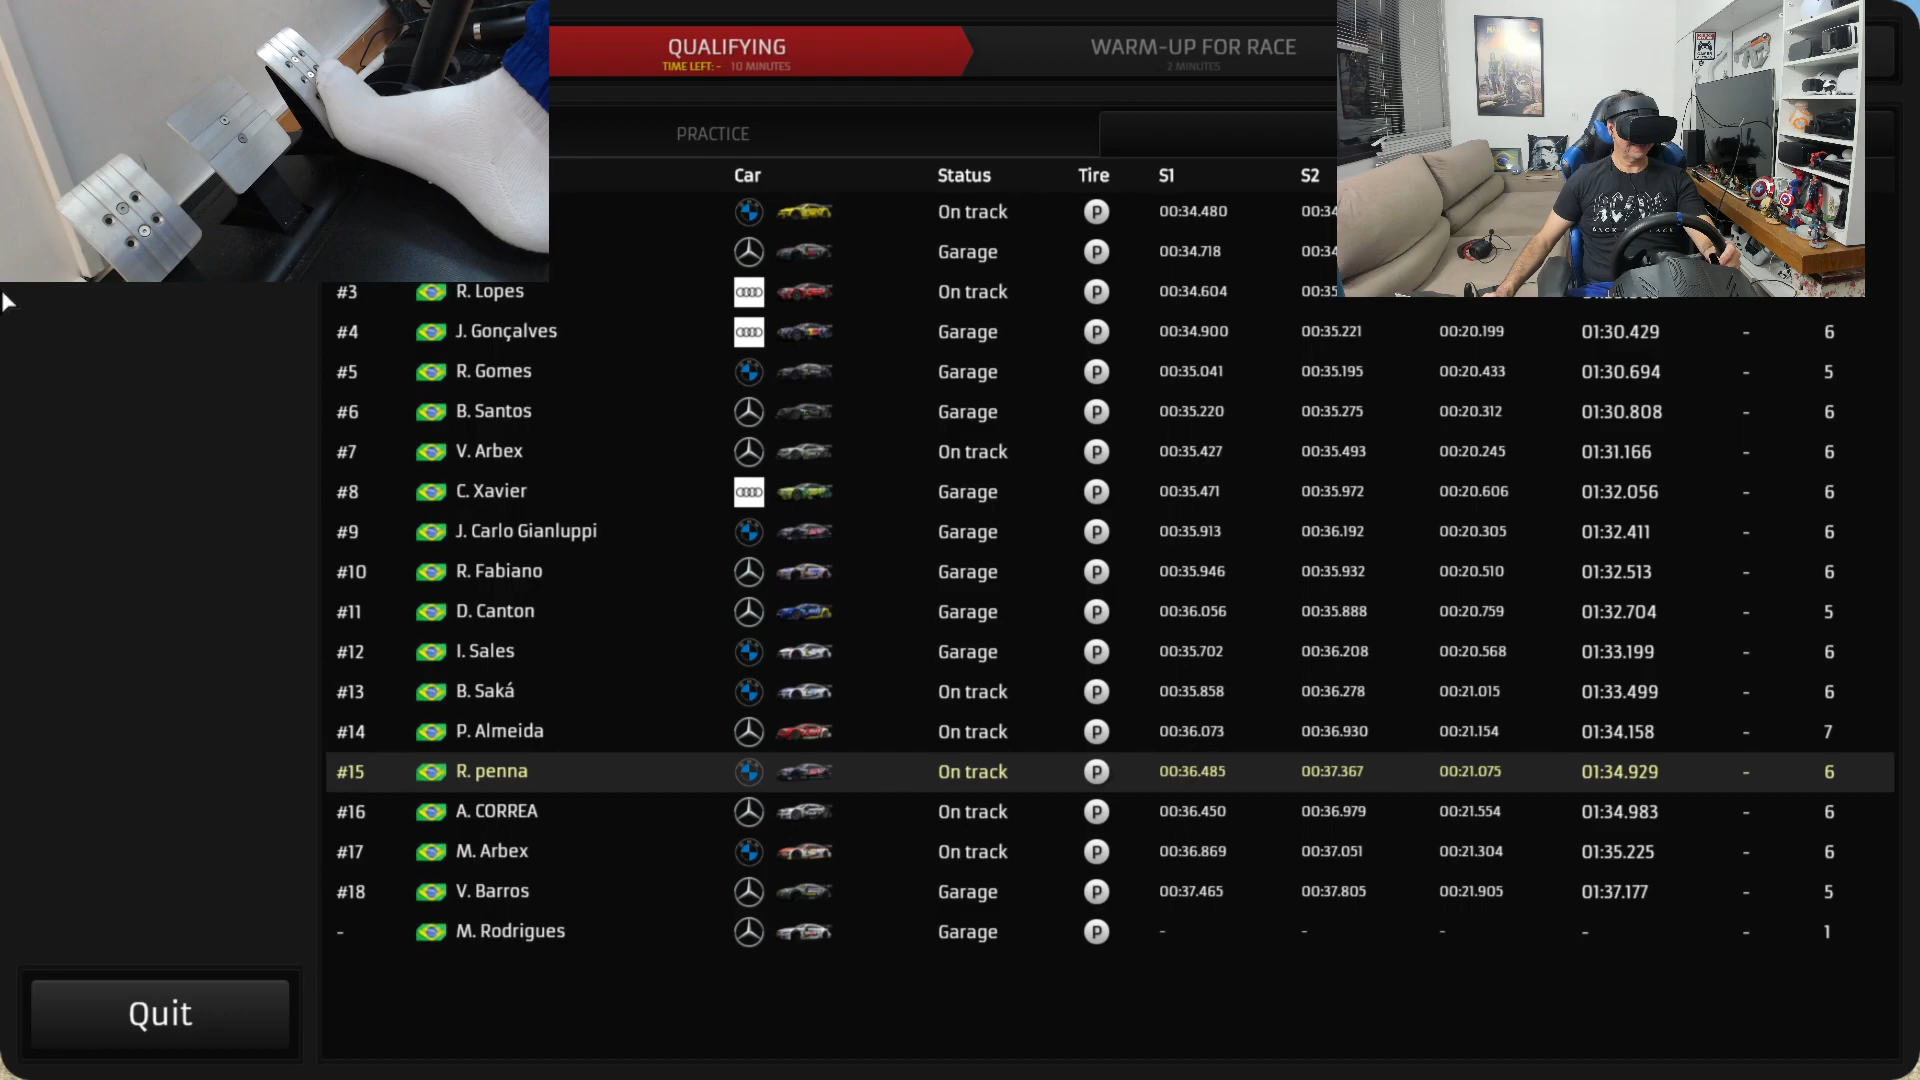 QUALIFYING
TIME LEFT: - 10 MINUTES
WARM-UP FOR RACE
2 MINUTES
PRACTICE
Car Status Tire S1 S2
On track P 00:34.480 00:34
Garage P 00:34.718 00:34
#3 R. Lopes On track P 00:34.604 00:35
#4 J. Gonçalves Garage P 00:34.900 00:35.221 00:20.199 01:30.429 - 6
#5 R. Gomes Garage P 00:35.041 00:35.195 00:20.433 01:30.694 - 5
#6 B. Santos Garage P 00:35.220 00:35.275 00:20.312 01:30.808 - 6
#7 V. Arbex On track P 00:35.427 00:35.493 00:20.245 01:31.166 - 6
#8 C. Xavier Garage P 00:35.471 00:35.972 00:20.606 01:32.056 - 6
#9 J. Carlo Gianluppi Garage P 00:35.913 00:36.192 00:20.305 01:32.411 - 6
#10 R. Fabiano Garage P 00:35.946 00:35.932 00:20.510 01:32.513 - 6
#11 D. Canton Garage P 00:36.056 00:35.888 00:20.759 01:32.704 - 5
#12 I. Sales Garage P 00:35.702 00:36.208 00:20.568 01:33.199 - 6
#13 B. Saká On track P 00:35.858 00:36.278 00:21.015 01:33.499 - 6
#14 P. Almeida On track P 00:36.073 00:36.930 00:21.154 01:34.158 - 7
#15 R. penna On track P 00:36.485 00:37.367 00:21.075 01:34.929 - 6
#16 A. CORREA On track P 00:36.450 00:36.979 00:21.554 01:34.983 - 6
#17 M. Arbex On track P 00:36.869 00:37.051 00:21.304 01:35.225 - 6
#18 V. Barros Garage P 00:37.465 00:37.805 00:21.905 01:37.177 - 5
- M. Rodrigues Garage P - - - - - 1
Quit